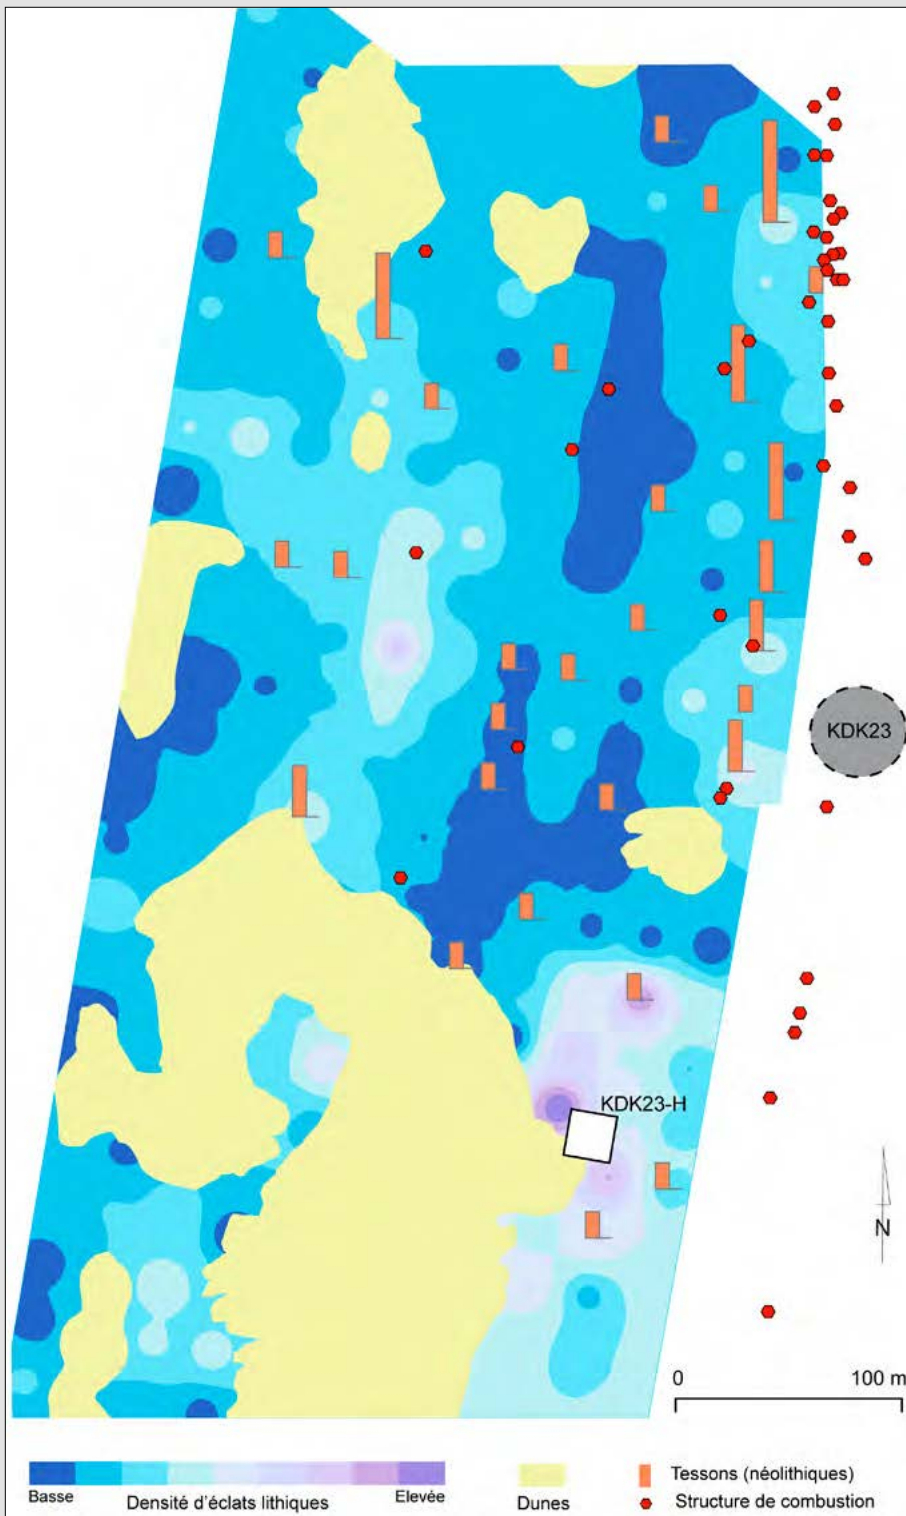 KDK23
KDK23-H
N
0 100 m
Basse Densité d'éclats lithiques Elevée
Dunes
Tessons (néolithiques)
Structure de combustion